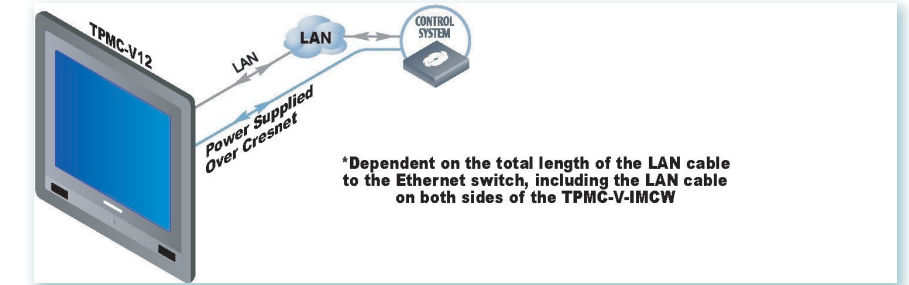 TPMC-V12
LAN
LAN
CONTROL
SYSTEM
Power Supplied
Over Cresnet
*Dependent on the total length of the LAN cable
to the Ethernet switch, including the LAN cable
on both sides of the TPMC-V-IMCW